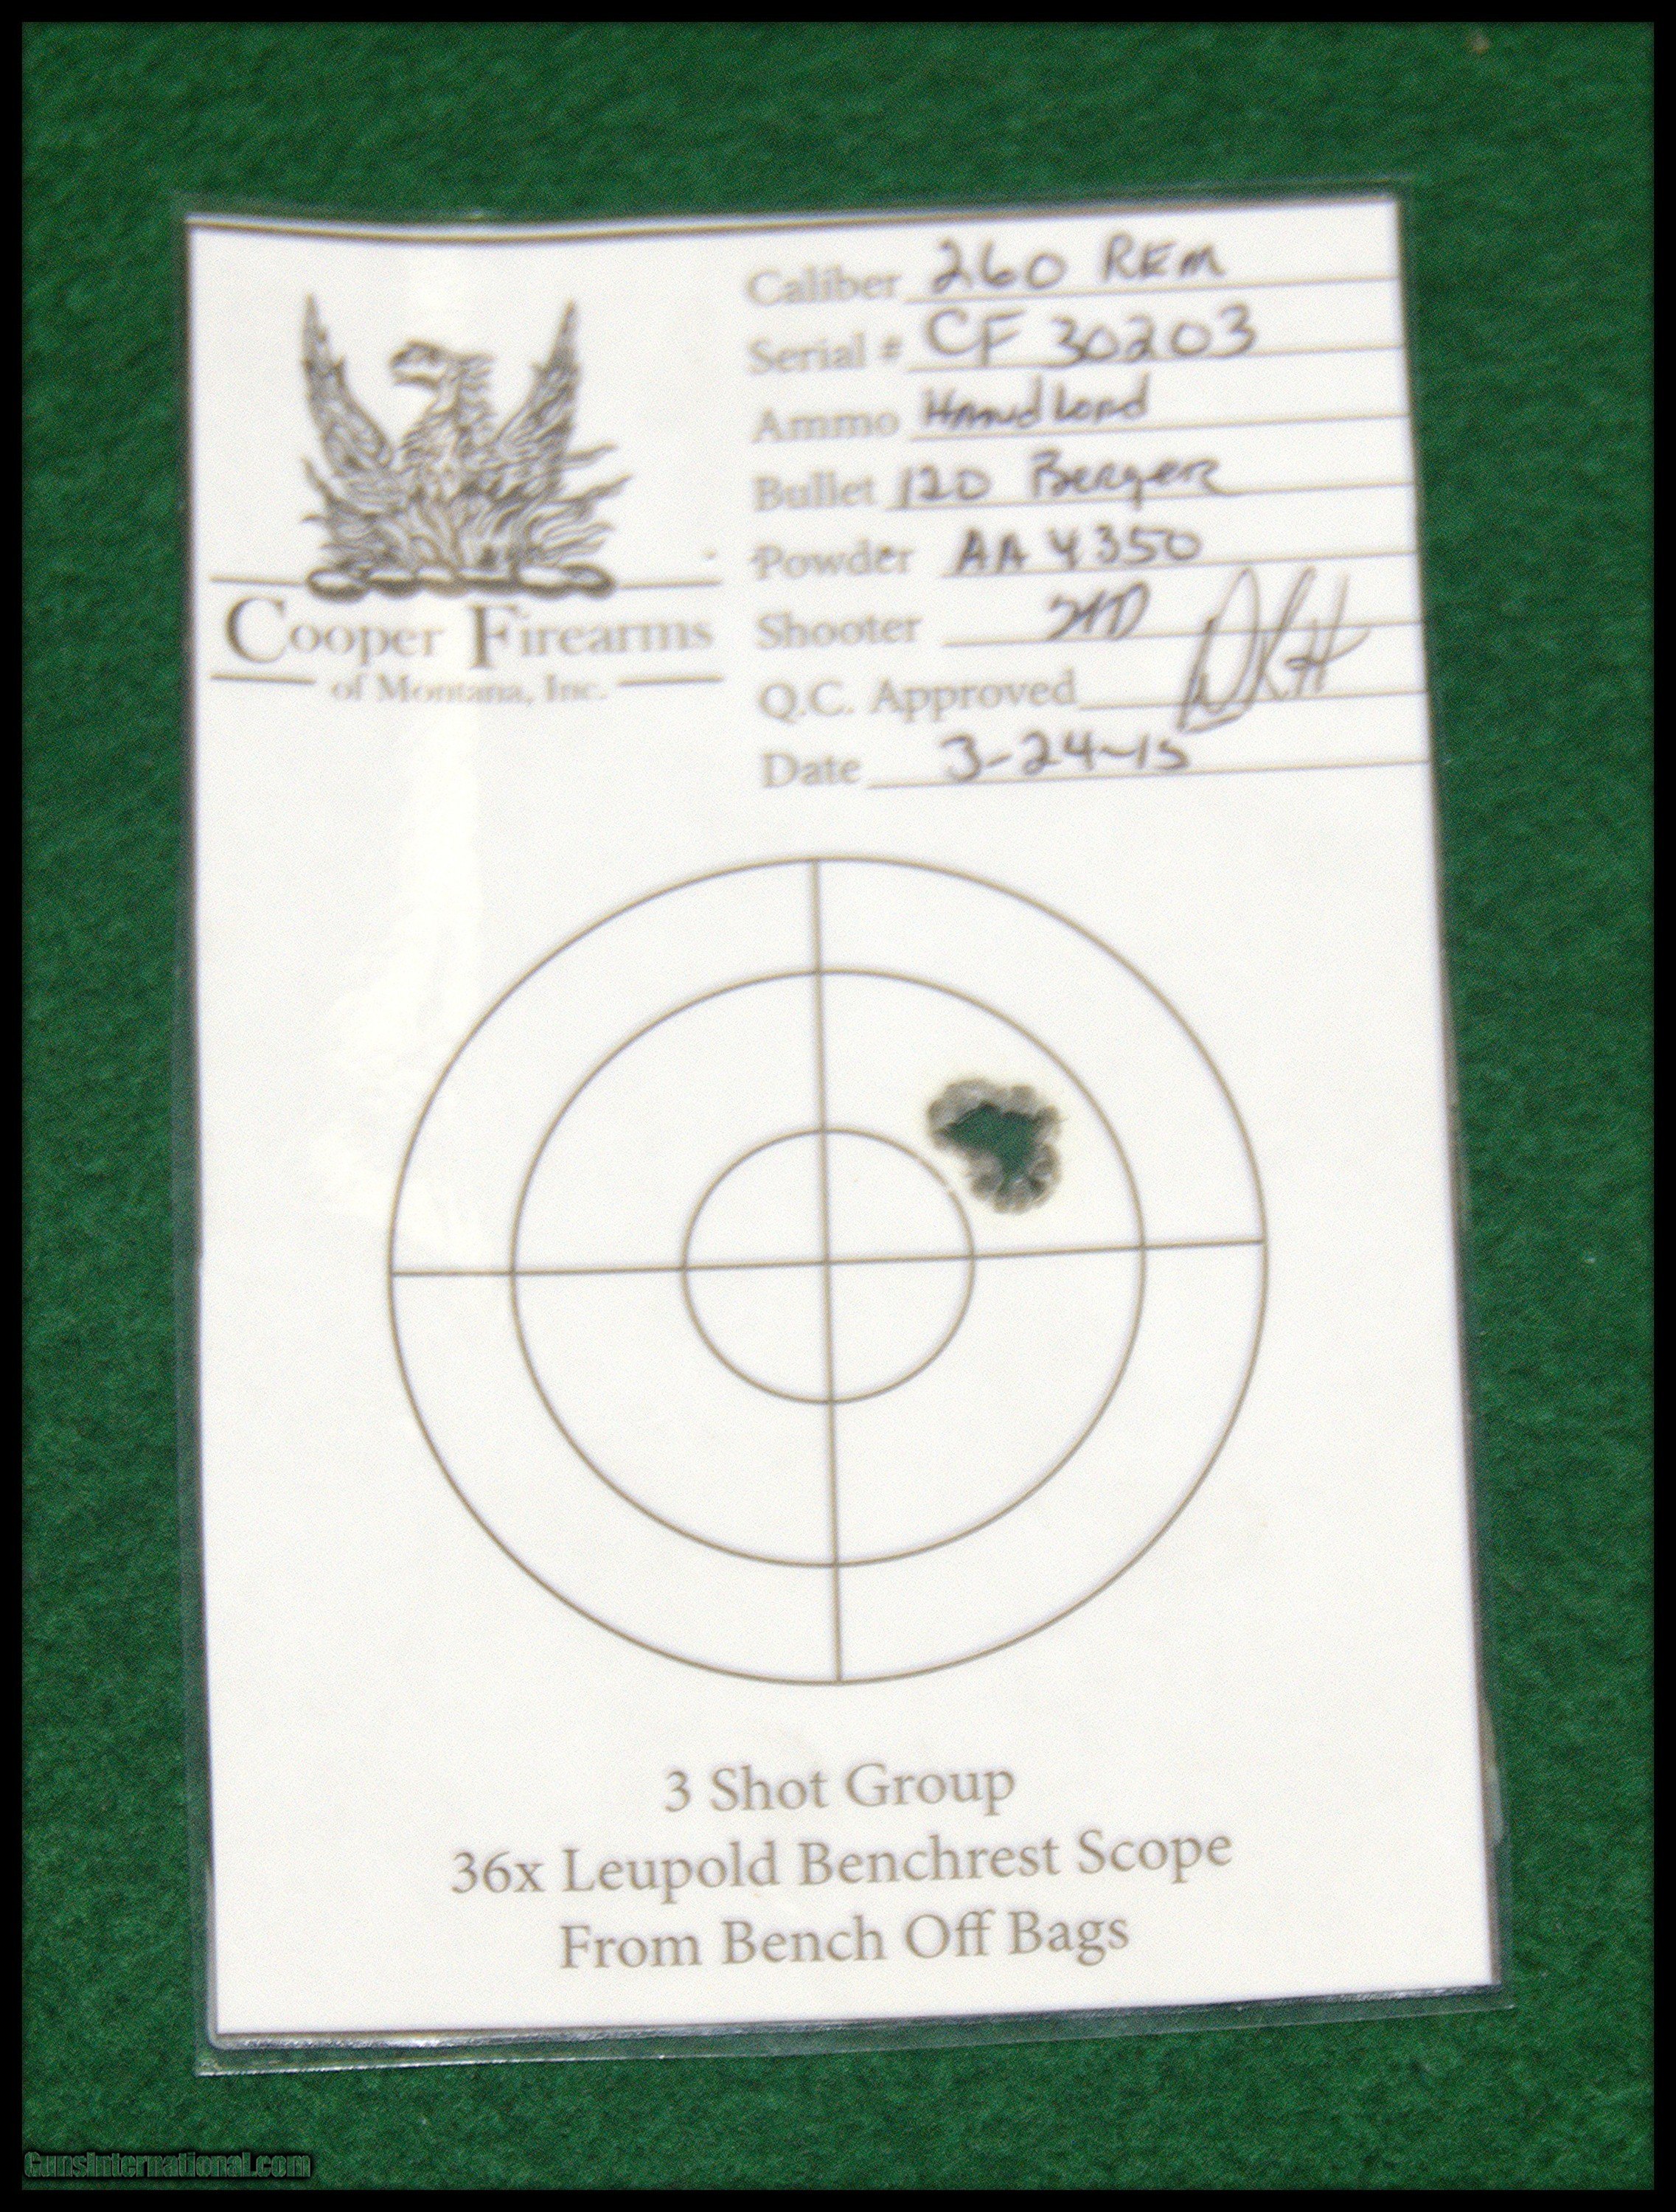 Caliber 260 REM
Serial # CF 30203
Ammo Handload
Bullet 120 Berger
Powder AA 4350
Shooter
Q.C. Approved
Date 3-24-15
Cooper Firearms
of Montana, Inc.
3 Shot Group
36x Leupold Benchrest Scope
From Bench Off Bags
GunsInternational.com